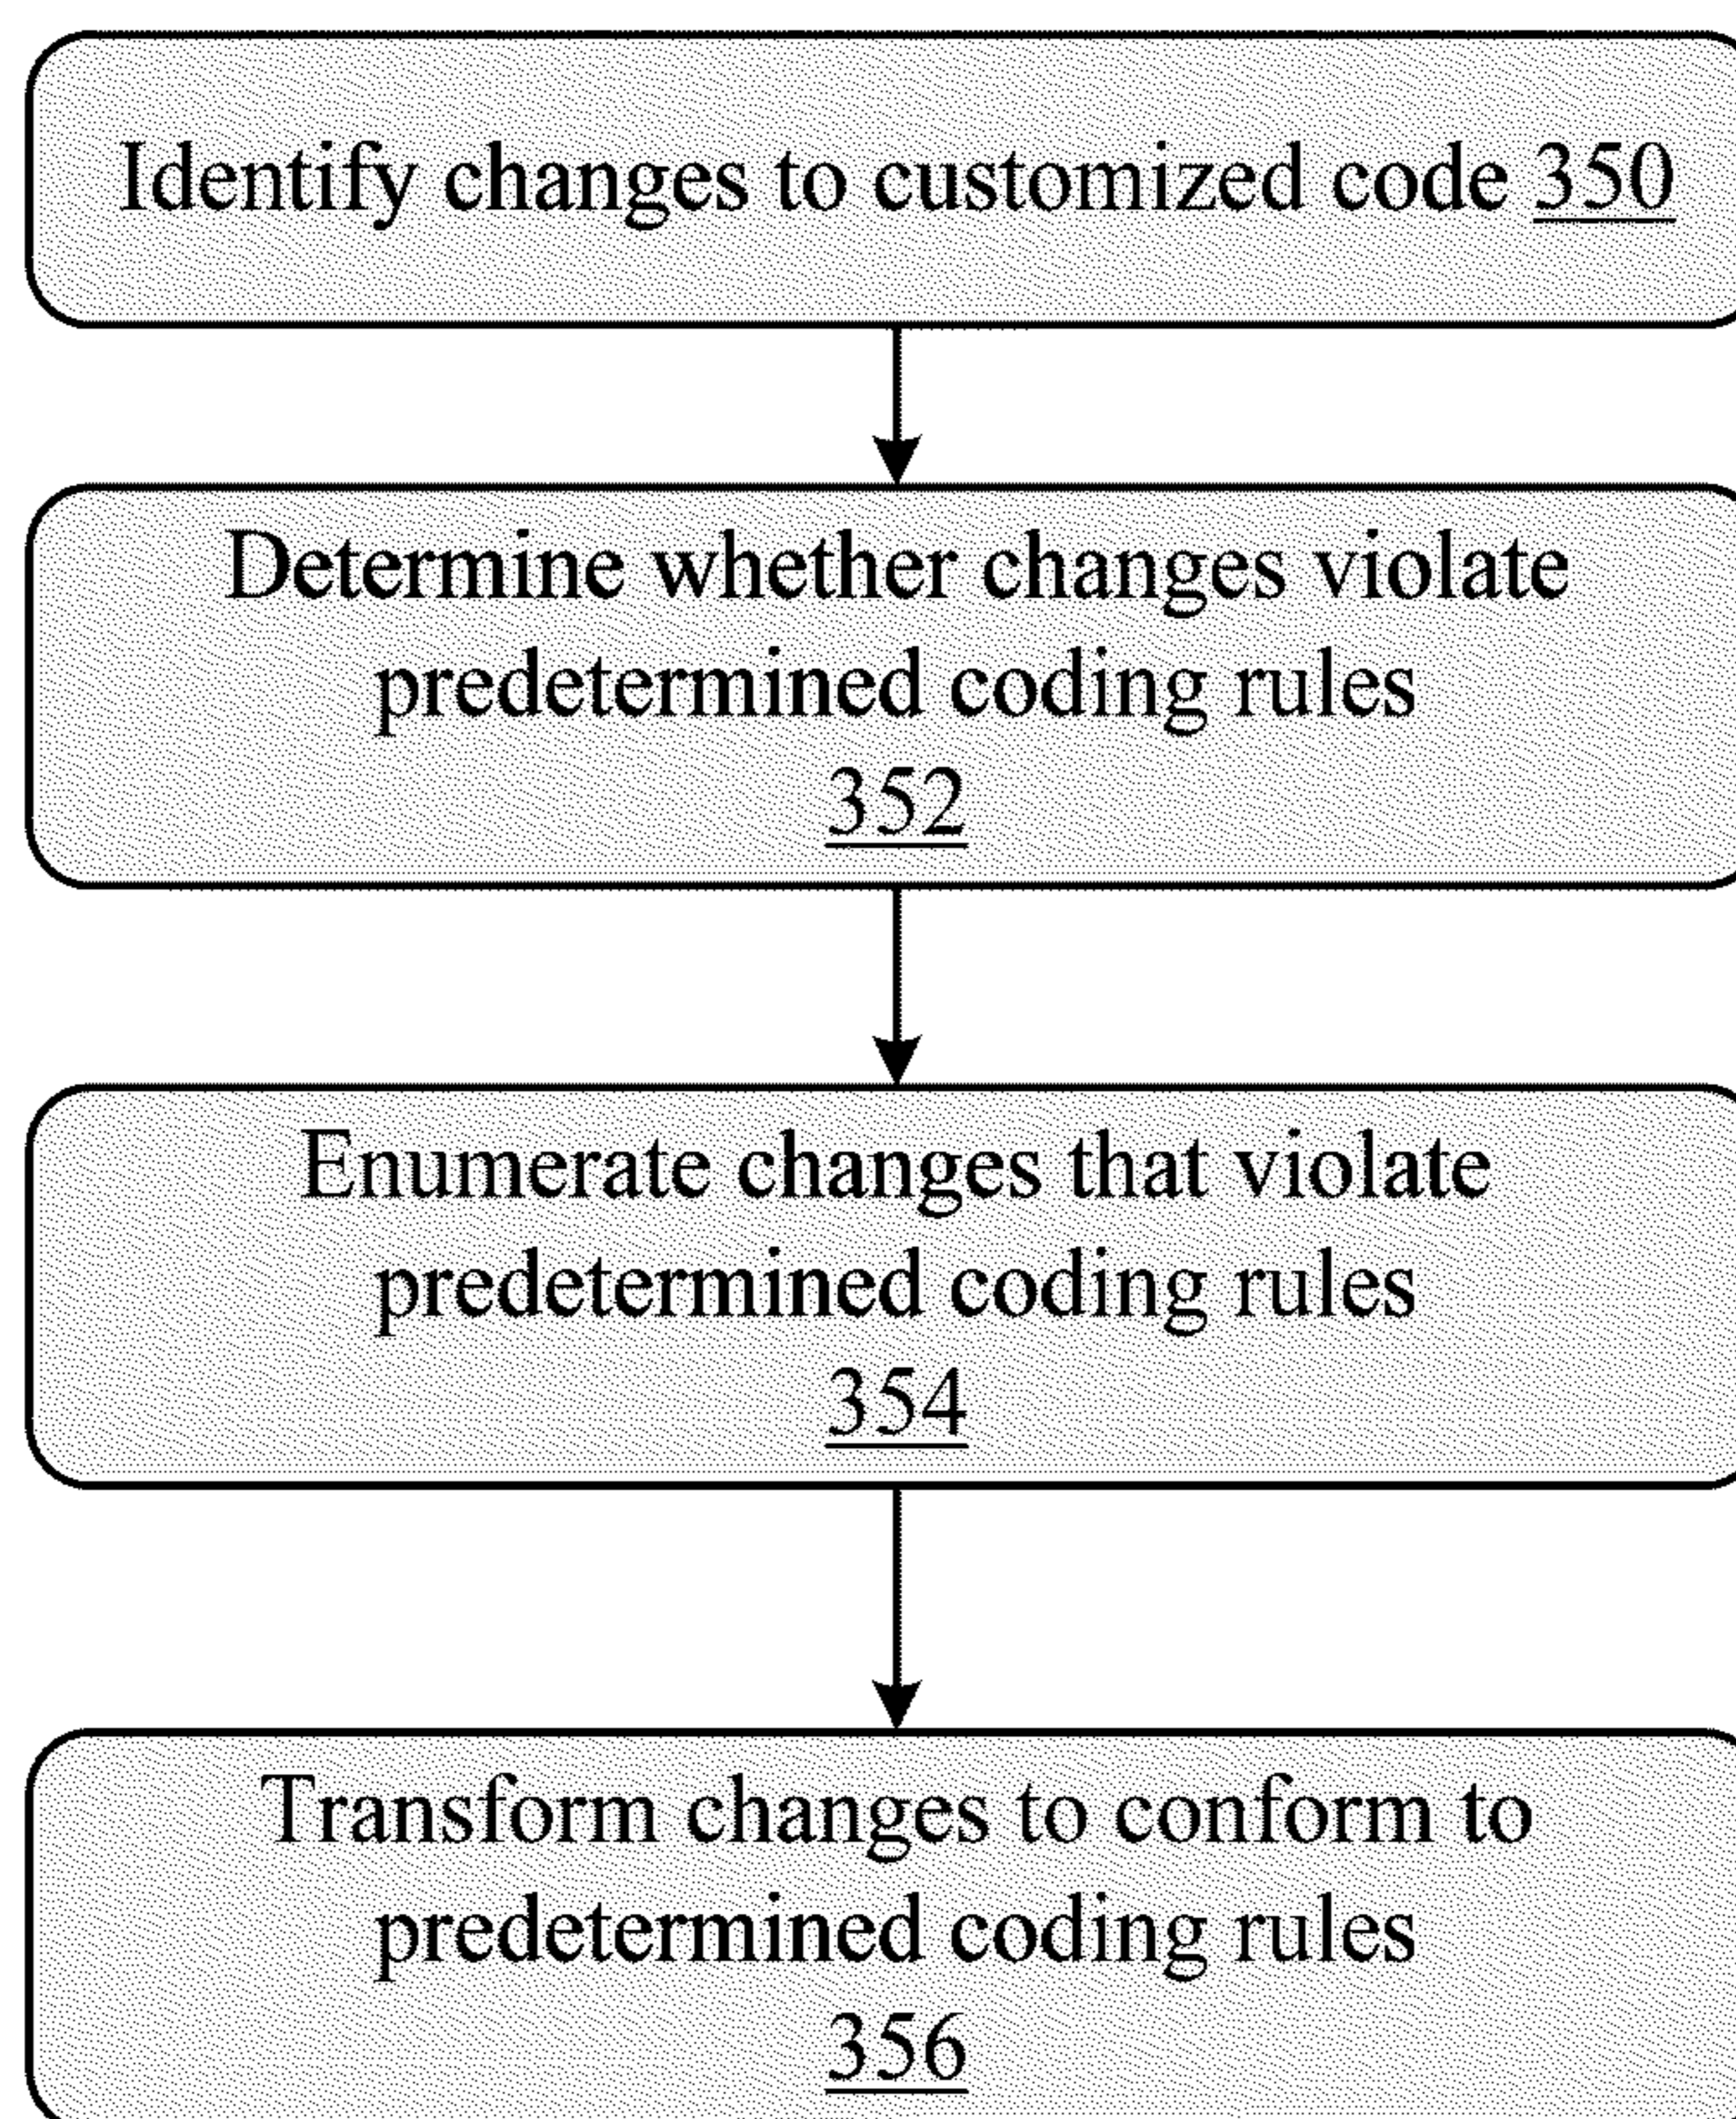 Identify changes to customized code 350
Determine whether changes violate
predetermined coding rules
352
Enumerate changes that violate
predetermined coding rules
354
Transform changes to conform to
predetermined coding rules
356